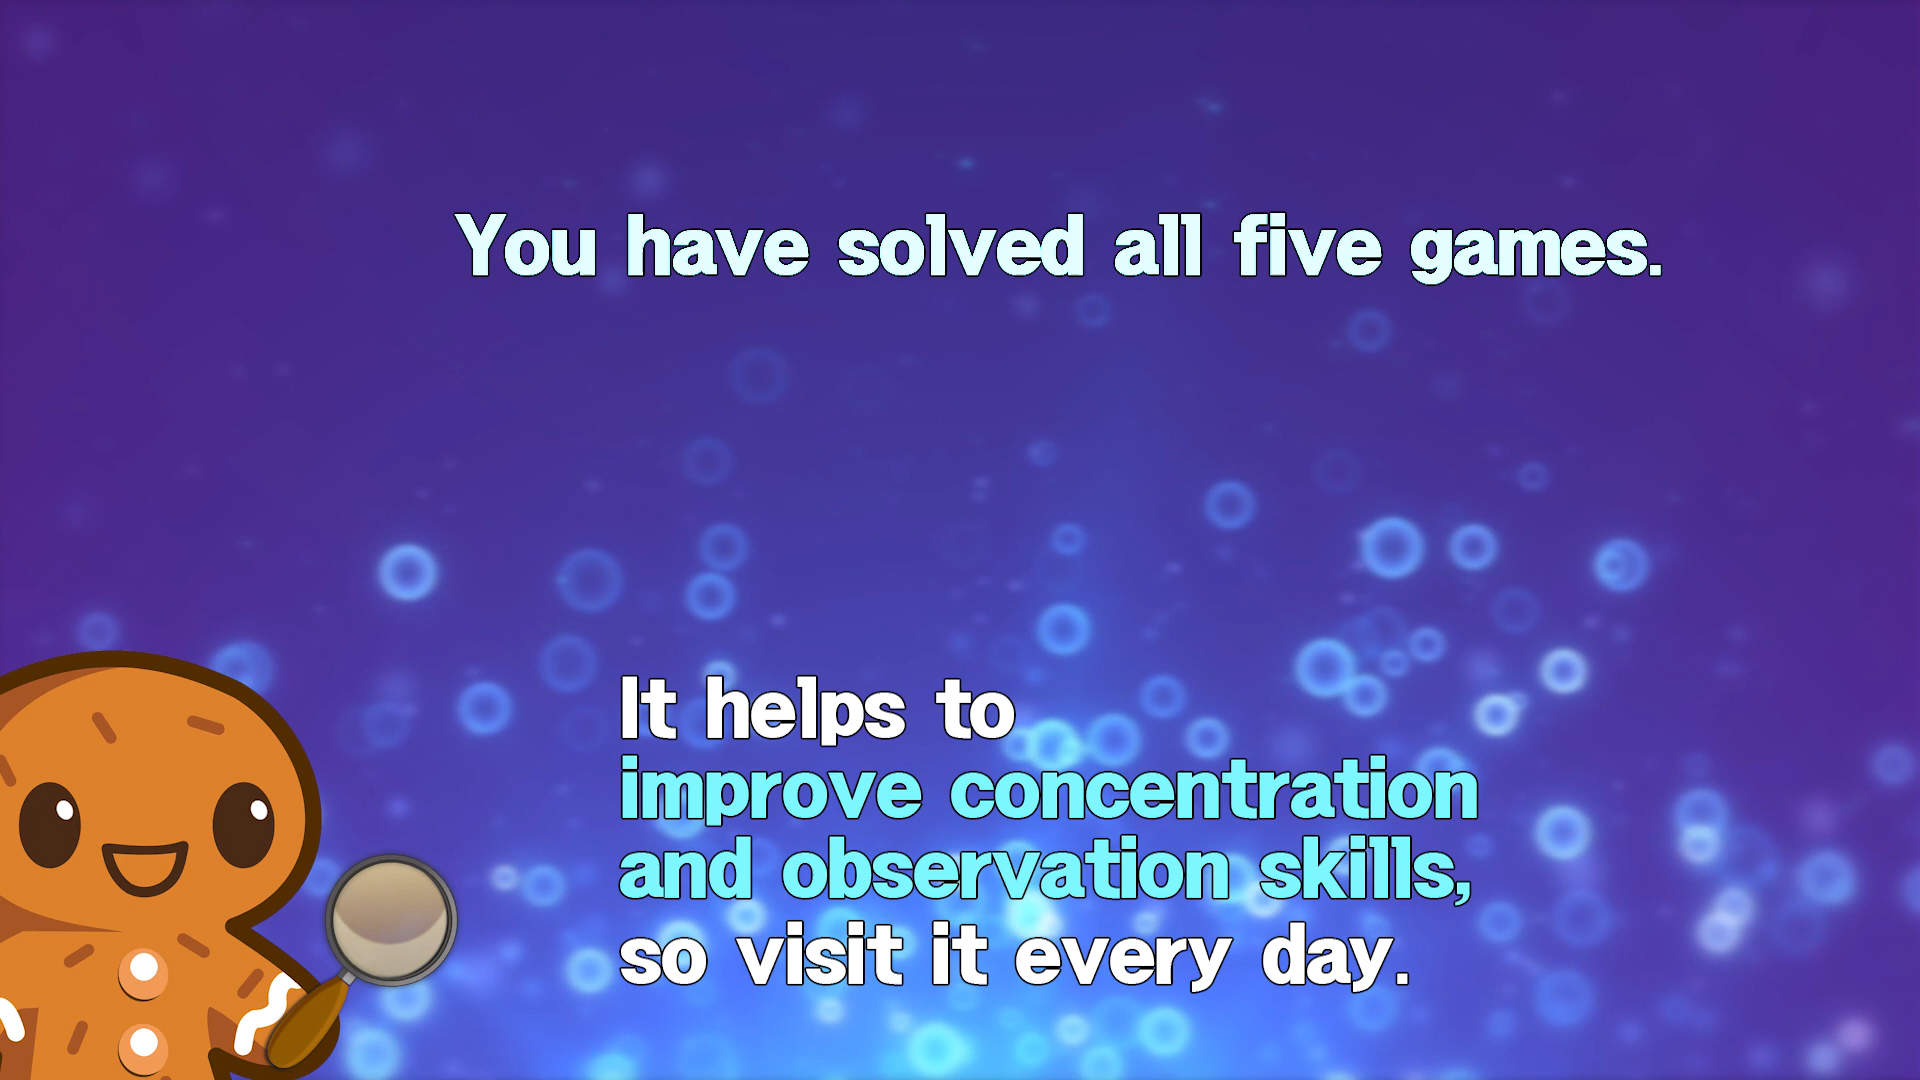 You have solved all five games.
It helps to
improve concentration
and observation skills,
so visit it every day.